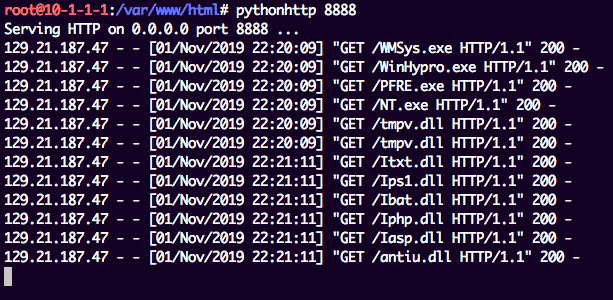 root@10-1-1-1:/var/www/html# pythonhttp 8888
Serving HTTP on 0.0.0.0 port 8888 ...
129.21.187.47 - - [01/Nov/2019 22:20:09] "GET /WMSys.exe HTTP/1.1" 200 -
129.21.187.47 - - [01/Nov/2019 22:20:09] "GET /WinHypro.exe HTTP/1.1" 200 -
129.21.187.47 - - [01/Nov/2019 22:20:09] "GET /PFRE.exe HTTP/1.1" 200 -
129.21.187.47 - - [01/Nov/2019 22:20:09] "GET /NT.exe HTTP/1.1" 200 -
129.21.187.47 - - [01/Nov/2019 22:20:09] "GET /tmpv.dll HTTP/1.1" 200 -
129.21.187.47 - - [01/Nov/2019 22:20:09] "GET /tmpv.dll HTTP/1.1" 200 -
129.21.187.47 - - [01/Nov/2019 22:21:11] "GET /Itxt.dll HTTP/1.1" 200 -
129.21.187.47 - - [01/Nov/2019 22:21:11] "GET /Ips1.dll HTTP/1.1" 200 -
129.21.187.47 - - [01/Nov/2019 22:21:11] "GET /Ibat.dll HTTP/1.1" 200 -
129.21.187.47 - - [01/Nov/2019 22:21:11] "GET /Iphp.dll HTTP/1.1" 200 -
129.21.187.47 - - [01/Nov/2019 22:21:11] "GET /Iasp.dll HTTP/1.1" 200 -
129.21.187.47 - - [01/Nov/2019 22:21:11] "GET /antiu.dll HTTP/1.1" 200 -